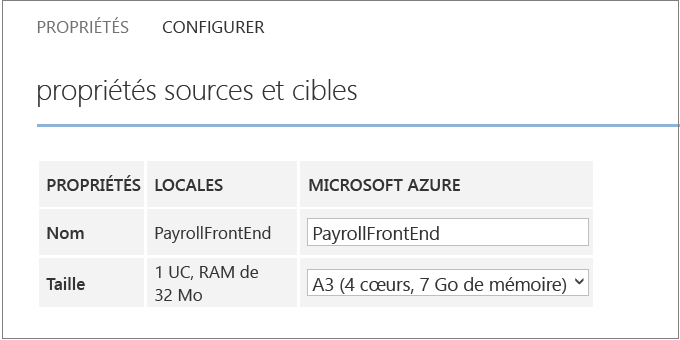 PROPRIÉTÉS CONFIGURER
propriétés sources et cibles
PROPRIÉTÉS LOCALES MICROSOFT AZURE
Nom PayrollFrontEnd PayrollFrontEnd
Taille 1 UC, RAM de 32 Mo A3 (4 cœurs, 7 Go de mémoire)